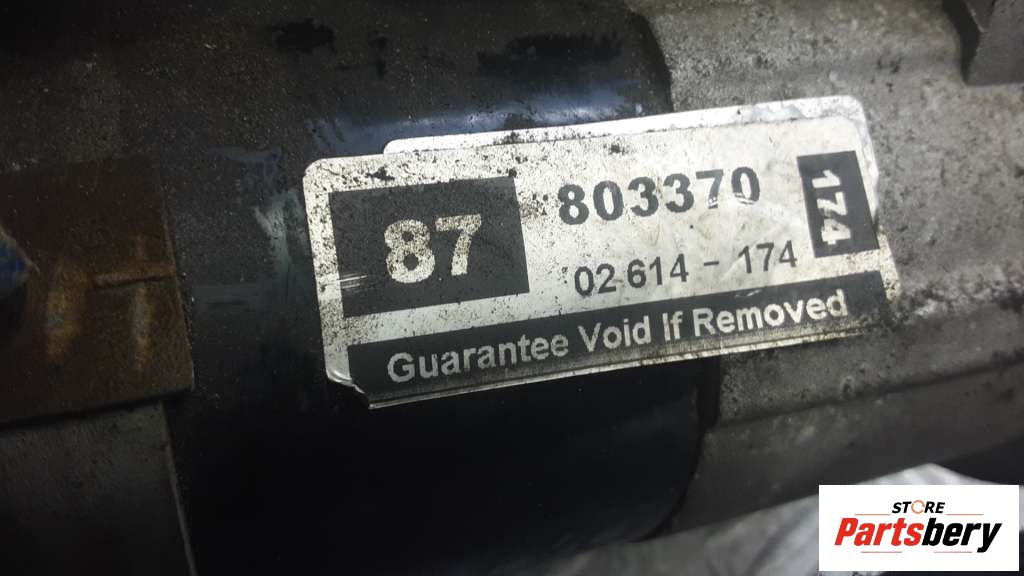 87
803370
174
02 614 - 174
Guarantee Void If Removed
STORE
Partsbery